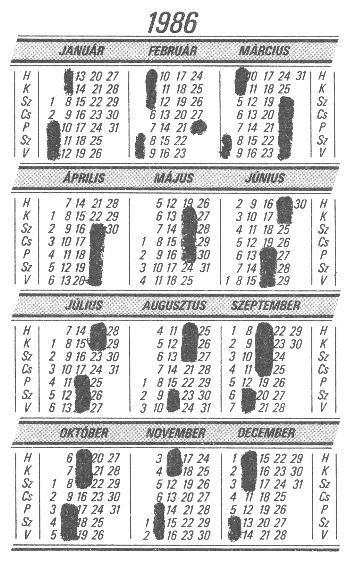 1986
JANUÁR FEBRUÁR MÁRCIUS
H 13 20 27 10 17 24 10 17 24 31 H
K 14 21 28 11 18 25 11 18 25 K
Sz 1 8 15 22 29 12 19 26 5 12 19 Sz
Cs 2 9 16 23 30 6 13 20 27 6 13 20 Cs
P 10 17 24 31 7 14 21 7 14 21 P
Sz 11 18 25 8 15 22 8 15 22 Sz
V 12 19 26 9 16 23 9 16 23 V
ÁPRILIS MÁJUS JÚNIUS
H 7 14 21 28 5 12 19 26 2 9 16 30 H
K 1 8 15 22 29 6 13 27 3 10 17 K
Sz 2 9 16 30 7 14 28 4 11 18 25 Sz
Cs 3 10 17 1 8 15 29 5 12 19 26 Cs
P 4 11 18 2 9 16 30 6 13 27 P
Sz 5 12 19 3 10 17 24 31 7 14 28 Sz
V 6 13 20 4 11 18 25 1 8 15 29 V
JÚLIUS AUGUSZTUS SZEPTEMBER
H 7 14 28 4 11 25 1 8 22 29 H
K 1 8 15 29 5 12 26 2 9 23 30 K
Sz 2 9 16 23 30 6 13 27 3 10 24 Sz
Cs 3 10 17 24 31 7 14 21 28 4 11 25 Cs
P 4 11 25 1 8 15 22 29 5 12 19 26 P
Sz 5 12 26 2 9 23 30 6 20 27 Sz
V 6 13 27 3 10 24 31 7 21 28 V
OKTÓBER NOVEMBER DECEMBER
H 6 20 27 3 17 24 1 15 22 29 H
K 7 21 28 4 18 25 2 16 23 30 K
Sz 1 8 22 29 5 12 19 26 3 17 24 31 Sz
Cs 2 9 16 23 30 6 13 20 27 4 11 18 25 Cs
P 3 17 24 31 14 21 28 5 12 19 26 P
Sz 4 18 25 1 15 22 29 13 20 27 Sz
V 5 26 2 16 23 30 14 21 28 V